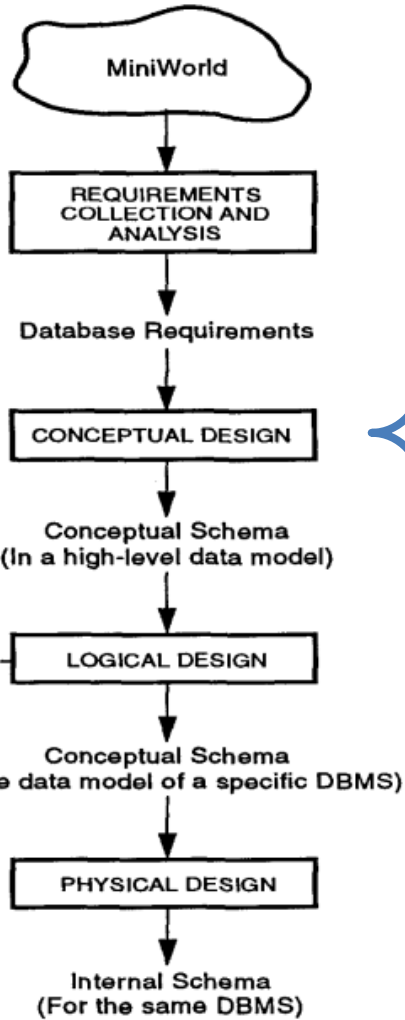 MiniWorld
REQUIREMENTS
COLLECTION AND
ANALYSIS
Database Requirements
CONCEPTUAL DESIGN
Conceptual Schema
(In a high-level data model)
LOGICAL DESIGN
Conceptual Schema
data model of a specific DBMS)
PHYSICAL DESIGN
Internal Schema
(For the same DBMS)